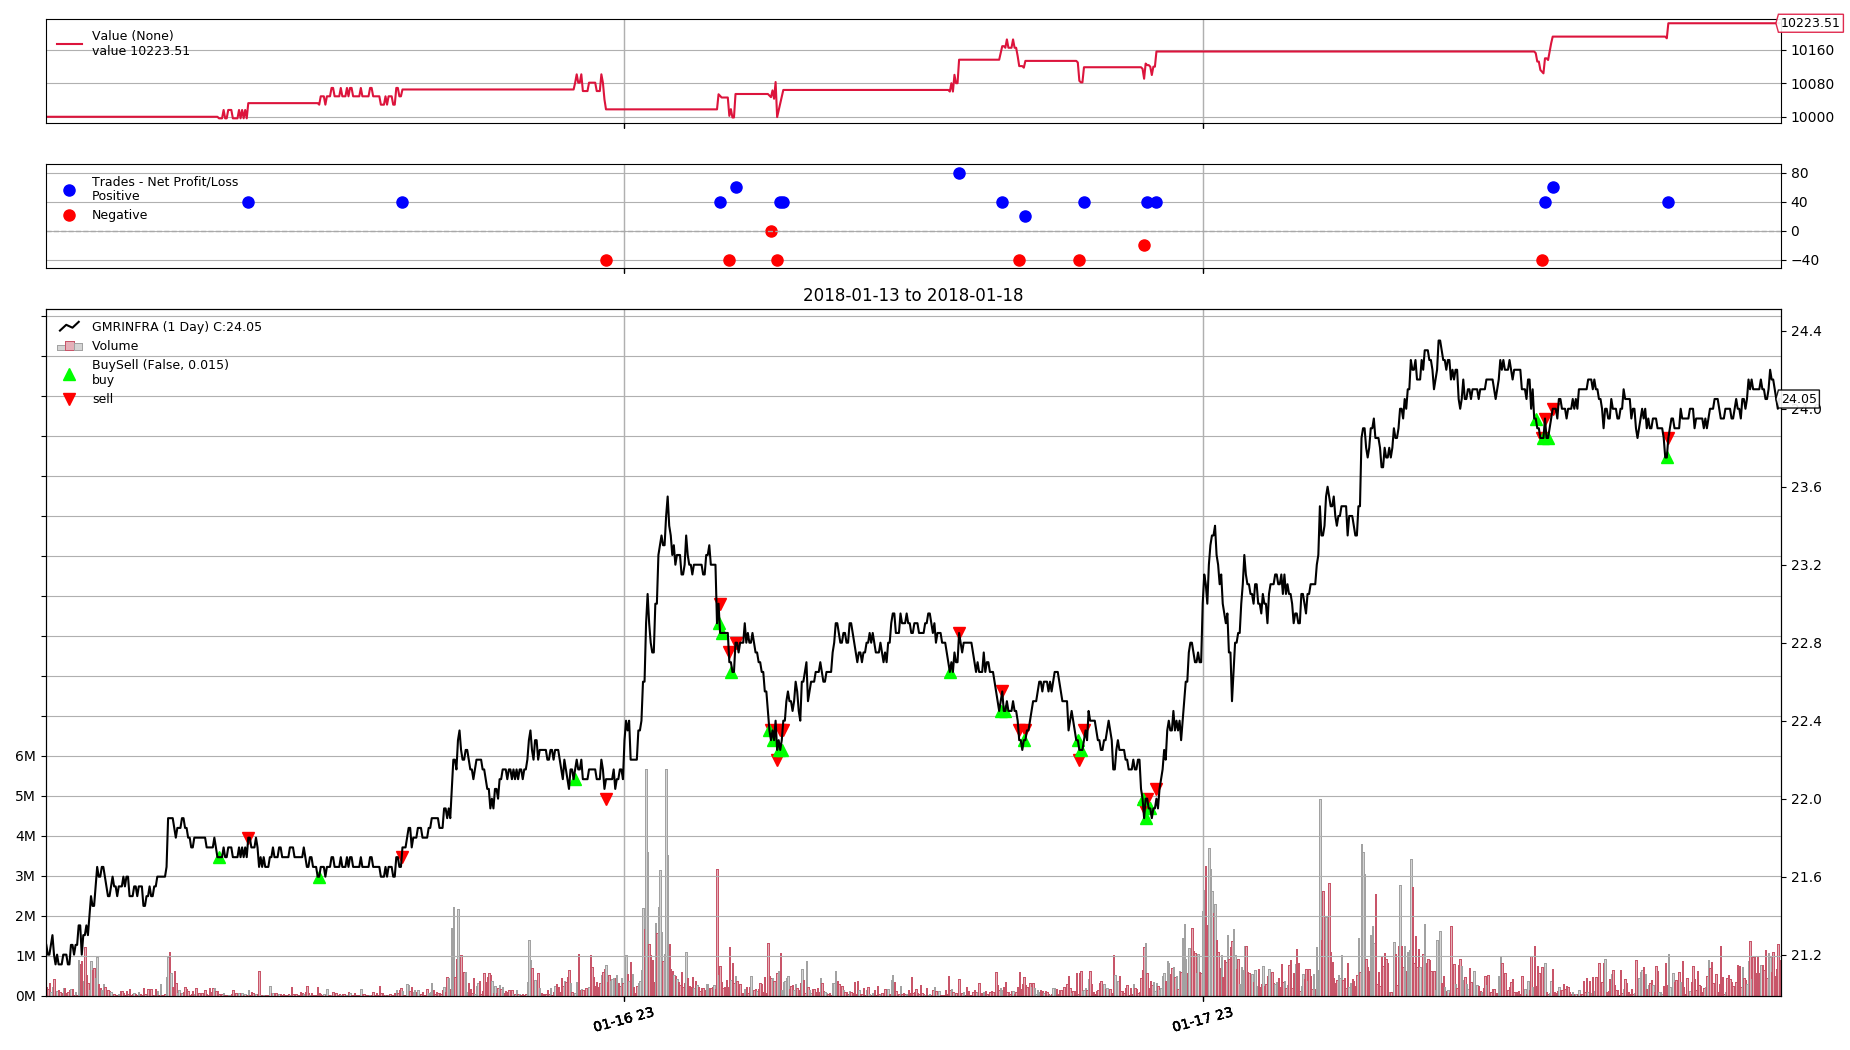 Value (None)
value 10223.51
10223.51
10160
10080
10000
Trades - Net Profit/Loss
Positive
Negative
80
40
0
−40
2018-01-13 to 2018-01-18
GMRINFRA (1 Day) C:24.05
Volume
BuySell (False, 0.015)
buy
sell
24.4
24.05
24.0
23.6
23.2
22.8
22.4
22.0
21.6
21.2
6M
5M
4M
3M
2M
1M
0M
01-16 23
01-17 23